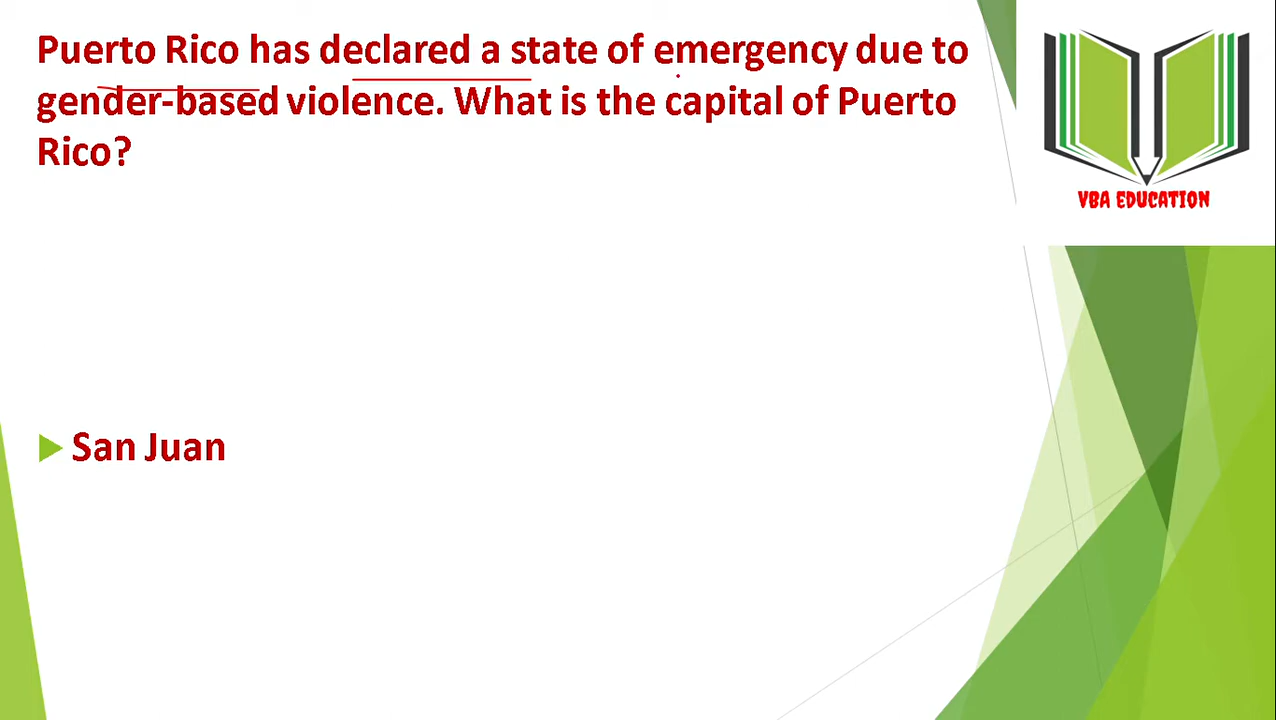 Puerto Rico has declared a state of emergency due to
gender-based violence. What is the capital of Puerto
Rico?
VBA EDUCATION
San Juan